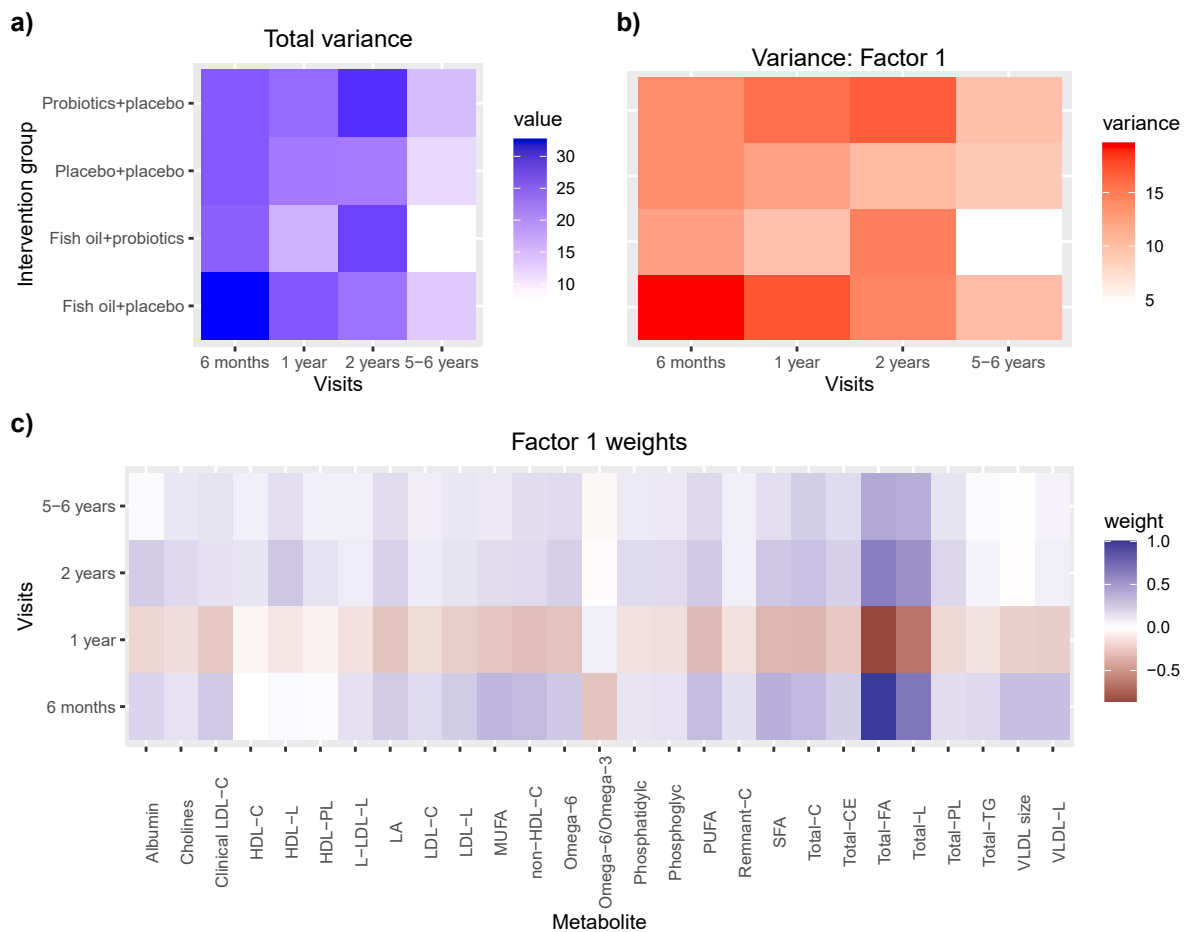 a)
Total variance
Intervention group
Probiotics+placebo
Placebo+placebo
Fish oil+probiotics
Fish oil+placebo
6 months 1 year 2 years 5−6 years
Visits
value
30
25
20
15
10
b)
Variance: Factor 1
6 months 1 year 2 years 5−6 years
Visits
variance
15
10
5
c)
Factor 1 weights
Visits
5−6 years
2 years
1 year
6 months
Albumin
Cholines
Clinical LDL−C
HDL−C
HDL−L
HDL−PL
L−LDL−L
LA
LDL−C
LDL−L
MUFA
non−HDL−C
Omega−6
Omega−6/Omega−3
Phosphatidylc
Phosphoglyc
PUFA
Remnant−C
SFA
Total−C
Total−CE
Total−FA
Total−L
Total−PL
Total−TG
VLDL size
VLDL−L
Metabolite
weight
1.0
0.5
0.0
−0.5